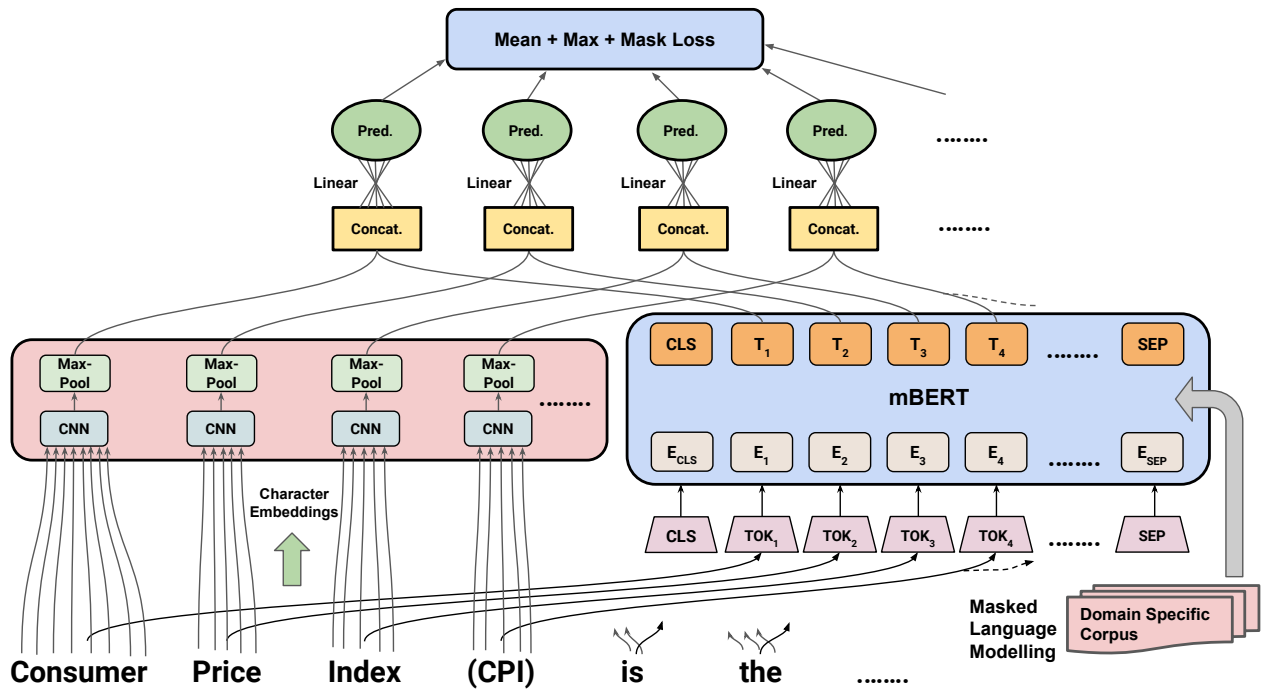 Mean + Max + Mask Loss
Pred. Pred. Pred. Pred. ........
Linear Linear Linear Linear
Concat. Concat. Concat. Concat. ........
CLS T1 T2 T3 T4 ........ SEP
Max-Pool Max-Pool Max-Pool Max-Pool ........
mBERT
CNN CNN CNN CNN
ECLS E1 E2 E3 E4 ........ ESEP
Character
Embeddings
CLS TOK1 TOK2 TOK3 TOK4 ........ SEP
Masked
Language
Modelling
Domain Specific
Corpus
Consumer Price Index (CPI) is the ........